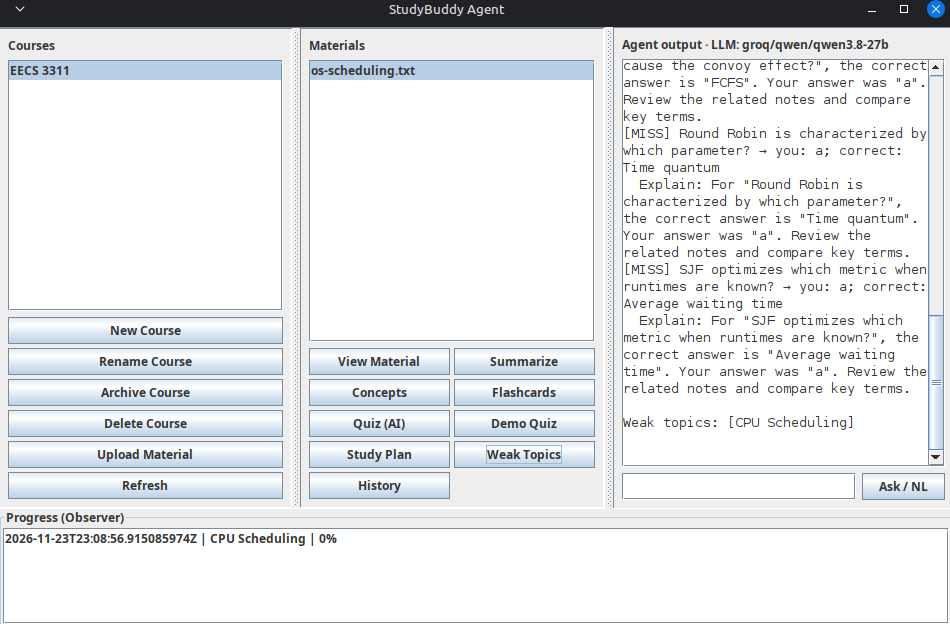 StudyBuddy Agent
Courses
EECS 3311
New Course
Rename Course
Archive Course
Delete Course
Upload Material
Refresh
Materials
os-scheduling.txt
View Material
Summarize
Concepts
Flashcards
Quiz (AI)
Demo Quiz
Study Plan
Weak Topics
History
Agent output · LLM: groq/qwen/qwen3.8-27b
cause the convoy effect?", the correct
answer is "FCFS". Your answer was "a".
Review the related notes and compare
key terms.
[MISS] Round Robin is characterized by
which parameter? → you: a; correct:
Time quantum
Explain: For "Round Robin is
characterized by which parameter?",
the correct answer is "Time quantum".
Your answer was "a". Review the
related notes and compare key terms.
[MISS] SJF optimizes which metric when
runtimes are known? → you: a; correct:
Average waiting time
Explain: For "SJF optimizes which
metric when runtimes are known?", the
correct answer is "Average waiting
time". Your answer was "a". Review the
related notes and compare key terms.
Weak topics: [CPU Scheduling]
Ask / NL
Progress (Observer)
2026-11-23T23:08:56.915085974Z | CPU Scheduling | 0%